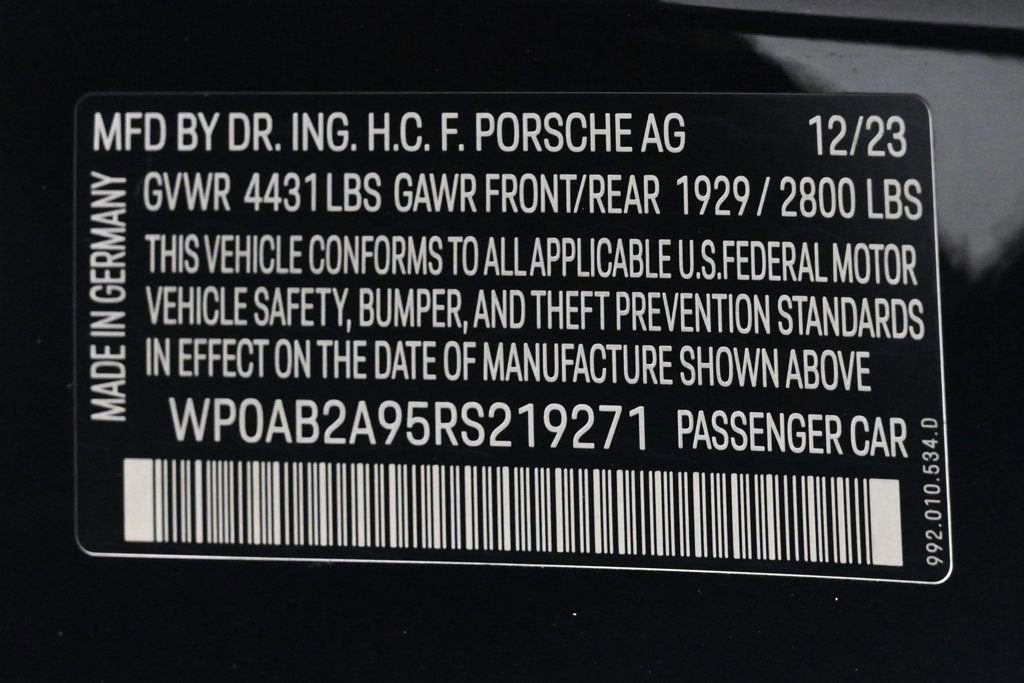 MFD BY DR. ING. H.C. F. PORSCHE AG 12/23
GVWR 4431 LBS GAWR FRONT/REAR 1929 / 2800 LBS
THIS VEHICLE CONFORMS TO ALL APPLICABLE U.S.FEDERAL MOTOR
VEHICLE SAFETY, BUMPER, AND THEFT PREVENTION STANDARDS
IN EFFECT ON THE DATE OF MANUFACTURE SHOWN ABOVE
WP0AB2A95RS219271 PASSENGER CAR
MADE IN GERMANY
992.010.534.D